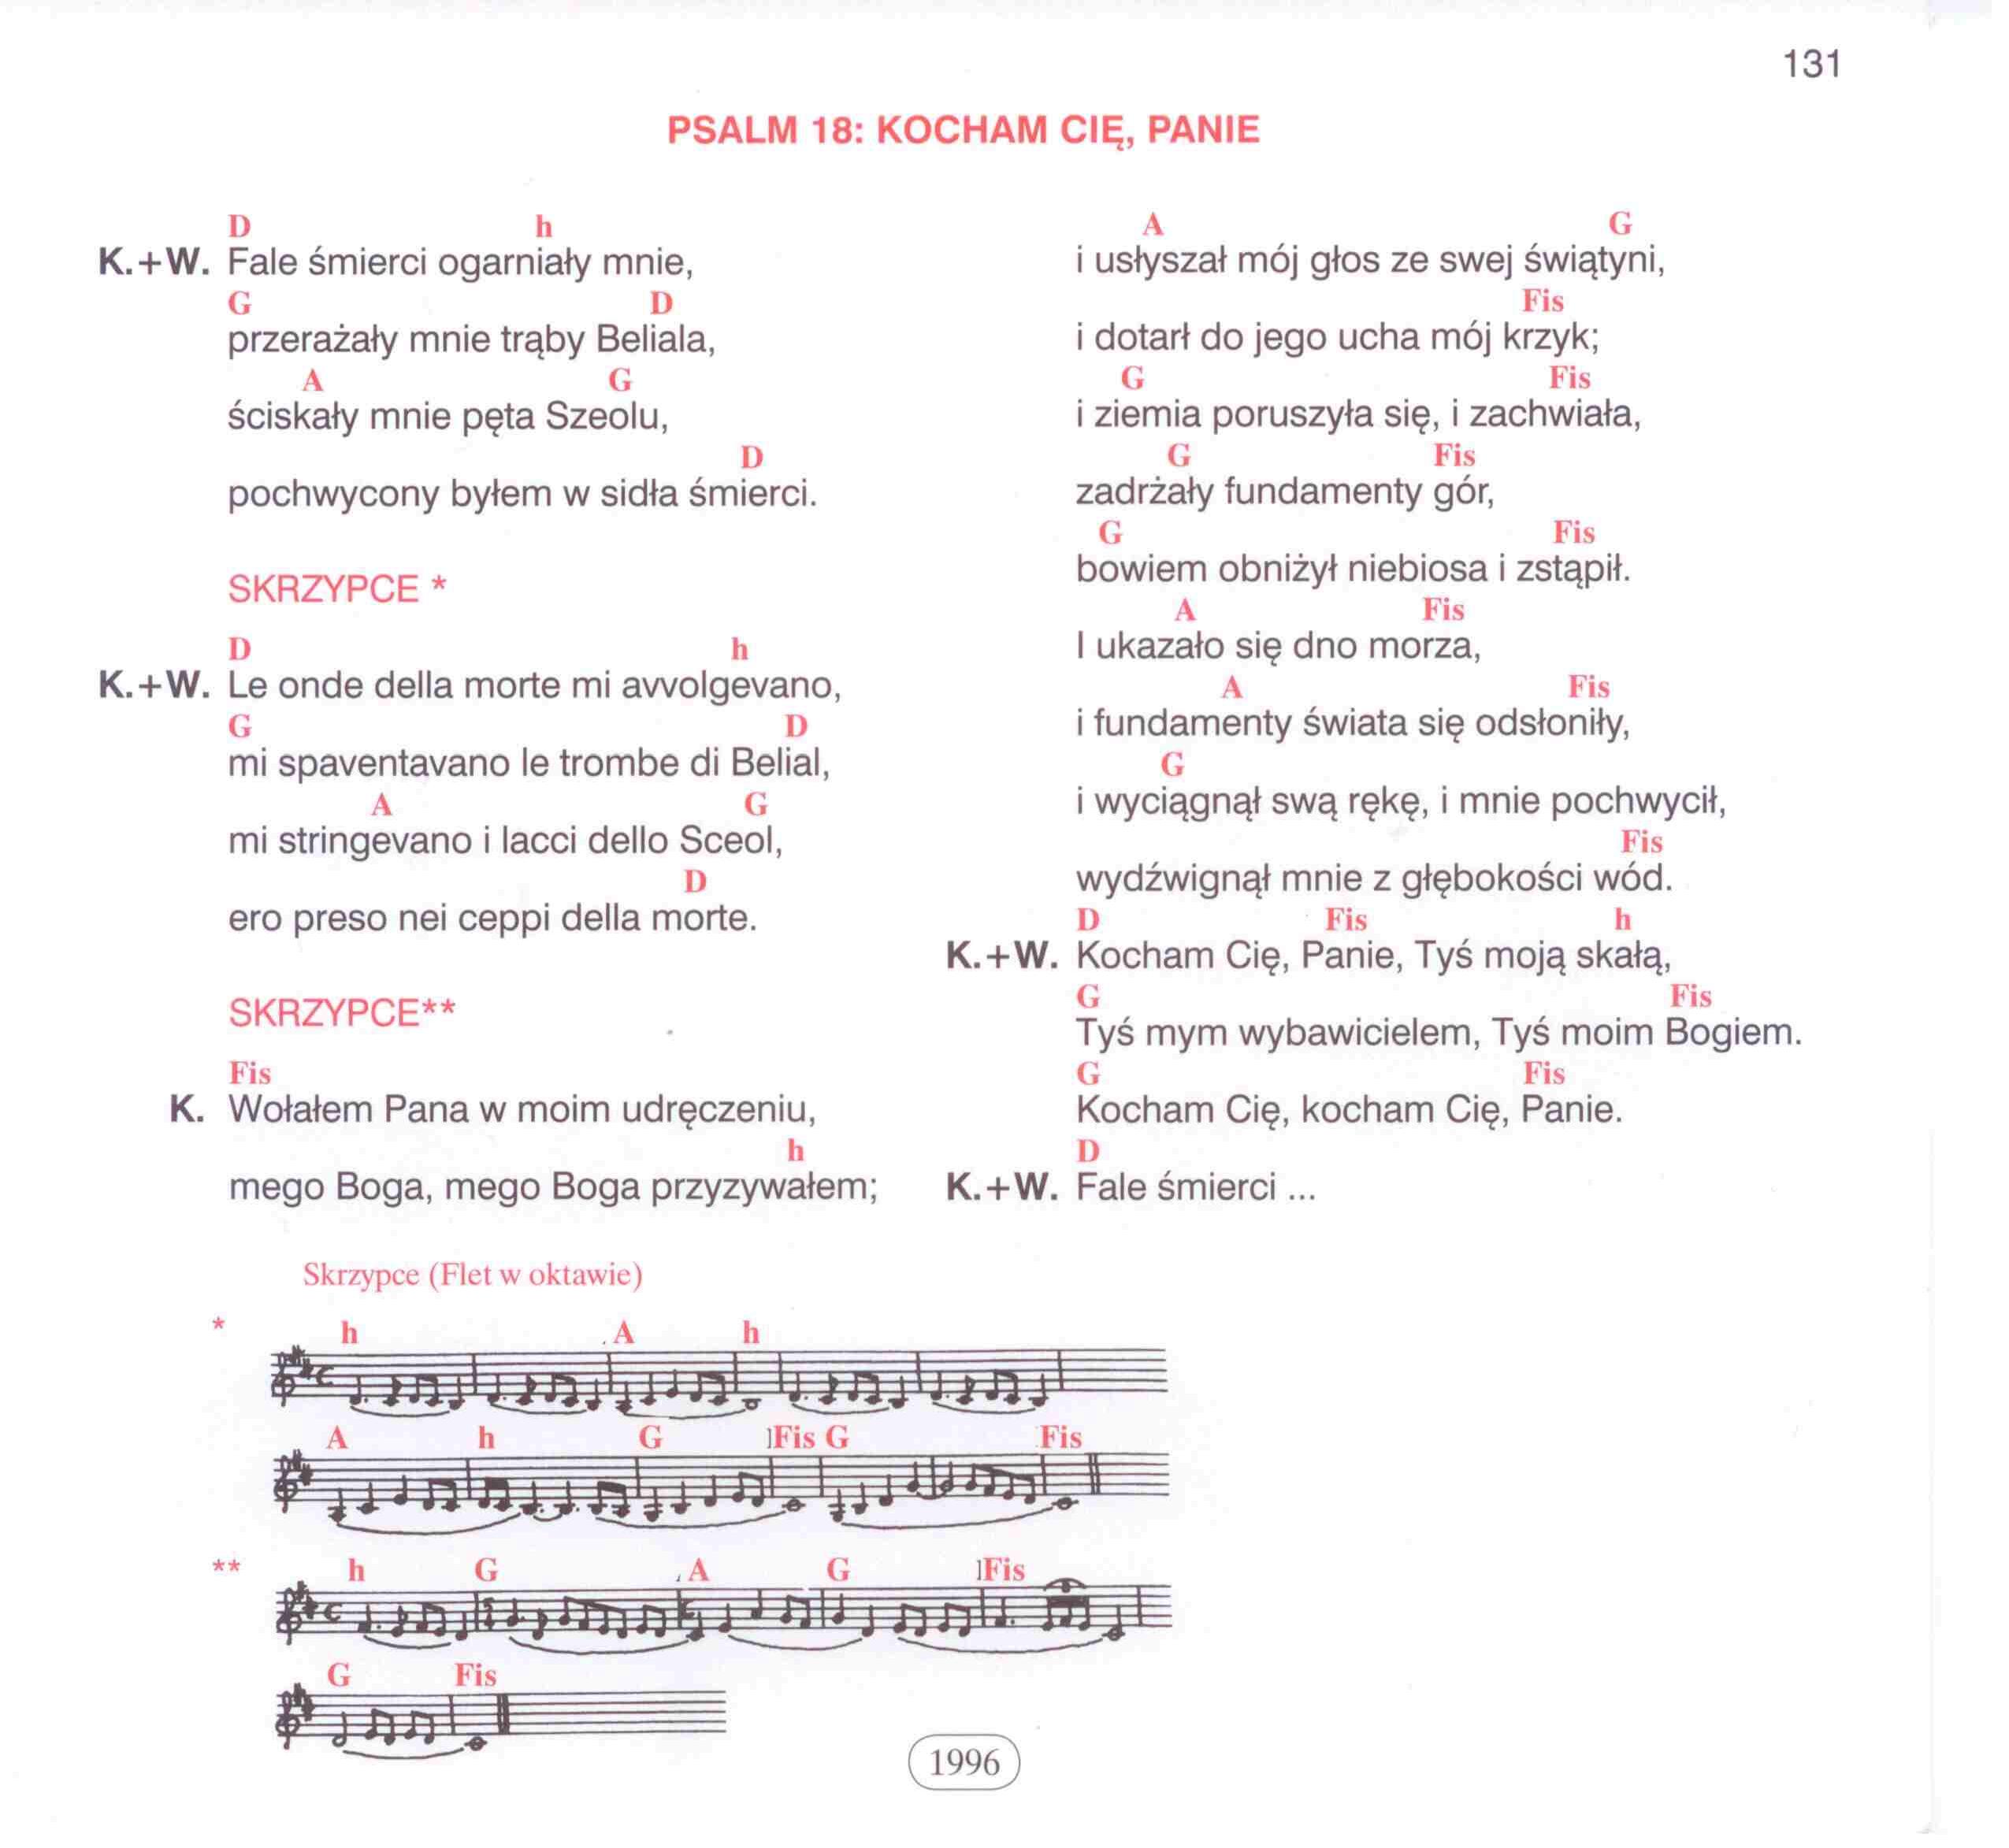 131
PSALM 18: KOCHAM CIĘ, PANIE
D h
K.+W. Fale śmierci ogarniały mnie,
G D
przerażały mnie trąby Beliala,
A G
ściskały mnie pęta Szeolu,
D
pochwycony byłem w sidła śmierci.
SKRZYPCE *
D h
K.+W. Le onde della morte mi avvolgevano,
G D
mi spaventavano le trombe di Belial,
A G
mi stringevano i lacci dello Sceol,
D
ero preso nei ceppi della morte.
SKRZYPCE**
Fis
K. Wołałem Pana w moim udręczeniu,
h
mego Boga, mego Boga przyzywałem;
A G
i usłyszał mój głos ze swej świątyni,
Fis
i dotarł do jego ucha mój krzyk;
G Fis
i ziemia poruszyła się, i zachwiała,
G Fis
zadrżały fundamenty gór,
G Fis
bowiem obniżył niebiosa i zstąpił.
A Fis
I ukazało się dno morza,
A Fis
i fundamenty świata się odsłoniły,
G
i wyciągnął swą rękę, i mnie pochwycił,
Fis
wydźwignął mnie z głębokości wód.
D Fis h
K.+W. Kocham Cię, Panie, Tyś moją skałą,
G Fis
Tyś mym wybawicielem, Tyś moim Bogiem.
G Fis
Kocham Cię, kocham Cię, Panie.
D
K.+W. Fale śmierci ...
Skrzypce (Flet w oktawie)
* h A h
A h G Fis G Fis
** h G A G Fis
G Fis
1996